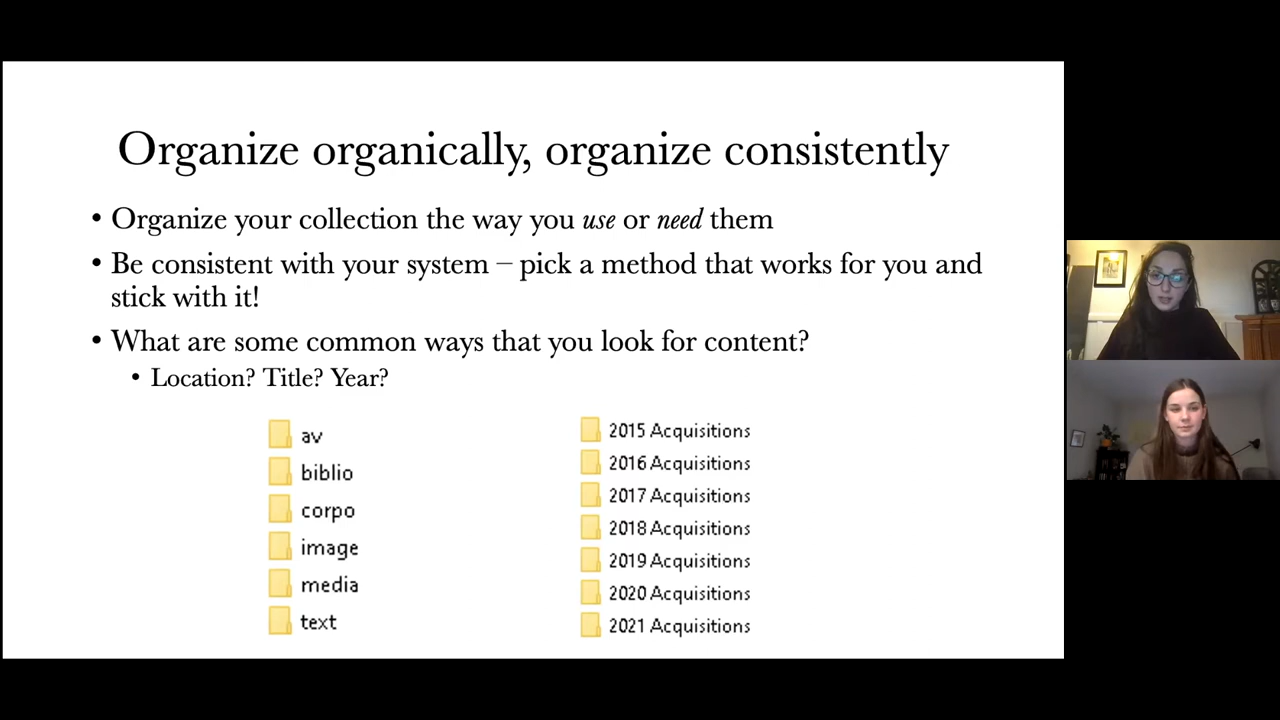 Organize organically, organize consistently
• Organize your collection the way you use or need them
• Be consistent with your system – pick a method that works for you and
stick with it!
• What are some common ways that you look for content?
• Location? Title? Year?
av
biblio
corpo
image
media
text
2015 Acquisitions
2016 Acquisitions
2017 Acquisitions
2018 Acquisitions
2019 Acquisitions
2020 Acquisitions
2021 Acquisitions